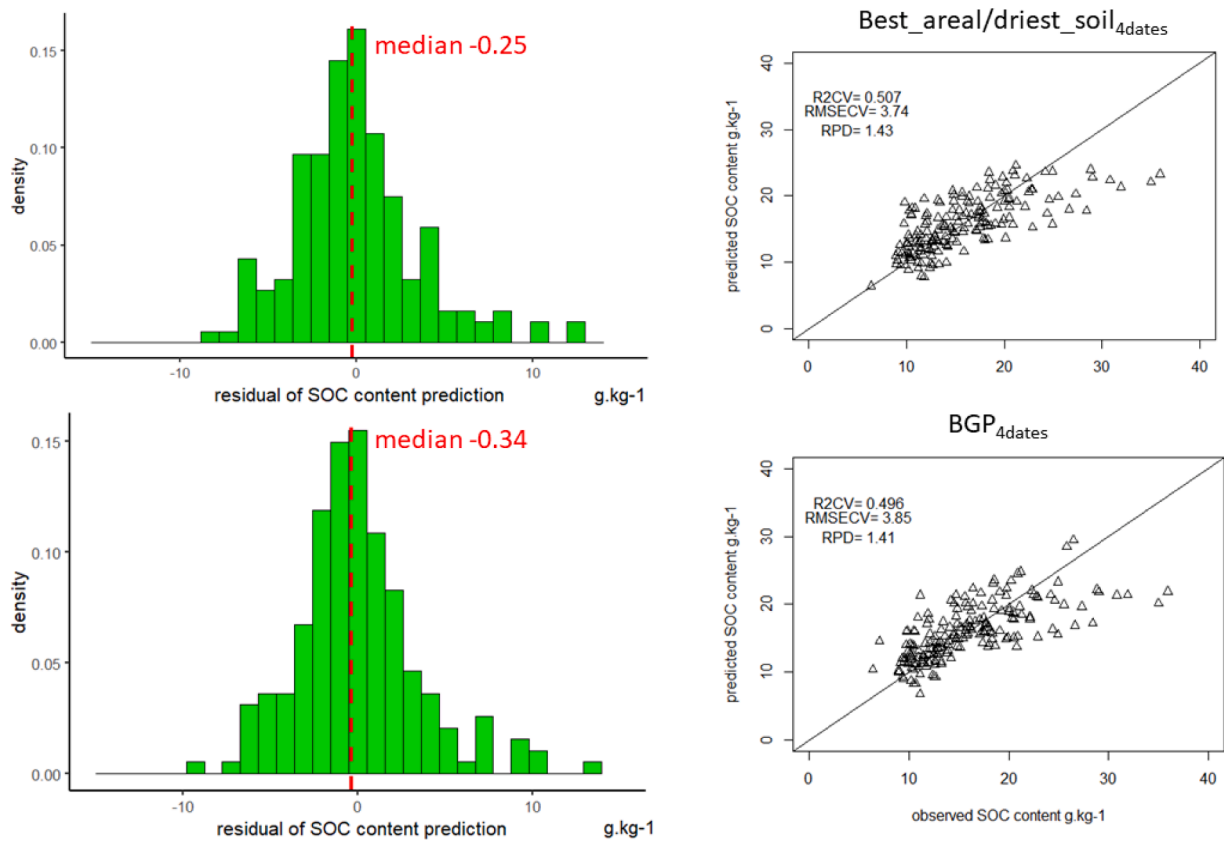 median -0.25
0.15
0.10
0.05
0.00
density
-10
0
10
residual of SOC content prediction
g.kg-1
Best_areal/driest_soil4dates
R2CV= 0.507
RMSECV= 3.74
RPD= 1.43
40
30
20
10
0
predicted SOC content g.kg-1
0
10
20
30
40
median -0.34
0.15
0.10
0.05
0.00
density
-10
0
10
residual of SOC content prediction
g.kg-1
BGP4dates
R2CV= 0.496
RMSECV= 3.85
RPD= 1.41
40
30
20
10
0
predicted SOC content g.kg-1
0
10
20
30
40
observed SOC content g.kg-1